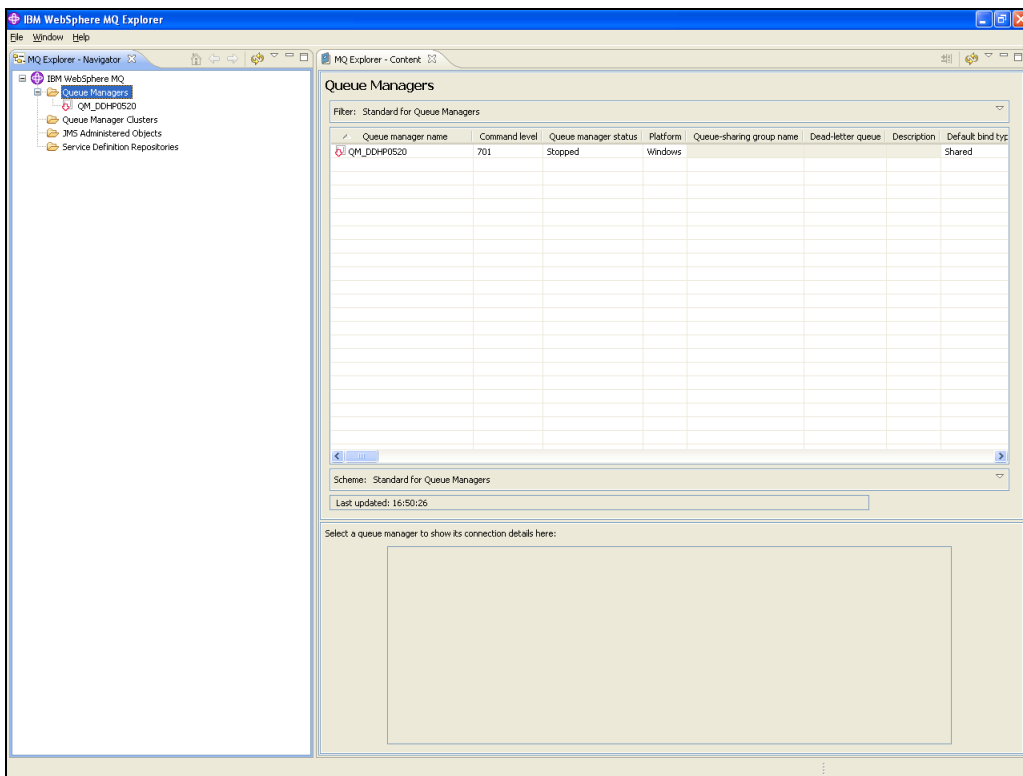 IBM WebSphere MQ Explorer
File Window Help
MQ Explorer - Navigator
IBM WebSphere MQ
Queue Managers
QM_DDHP0520
Queue Manager Clusters
JMS Administered Objects
Service Definition Repositories
MQ Explorer - Content
Queue Managers
Filter: Standard for Queue Managers
Queue manager name Command level Queue manager status Platform Queue-sharing group name Dead-letter queue Description Default bind typ
QM_DDHP0520 701 Stopped Windows Shared
Scheme: Standard for Queue Managers
Last updated: 16:50:26
Select a queue manager to show its connection details here: